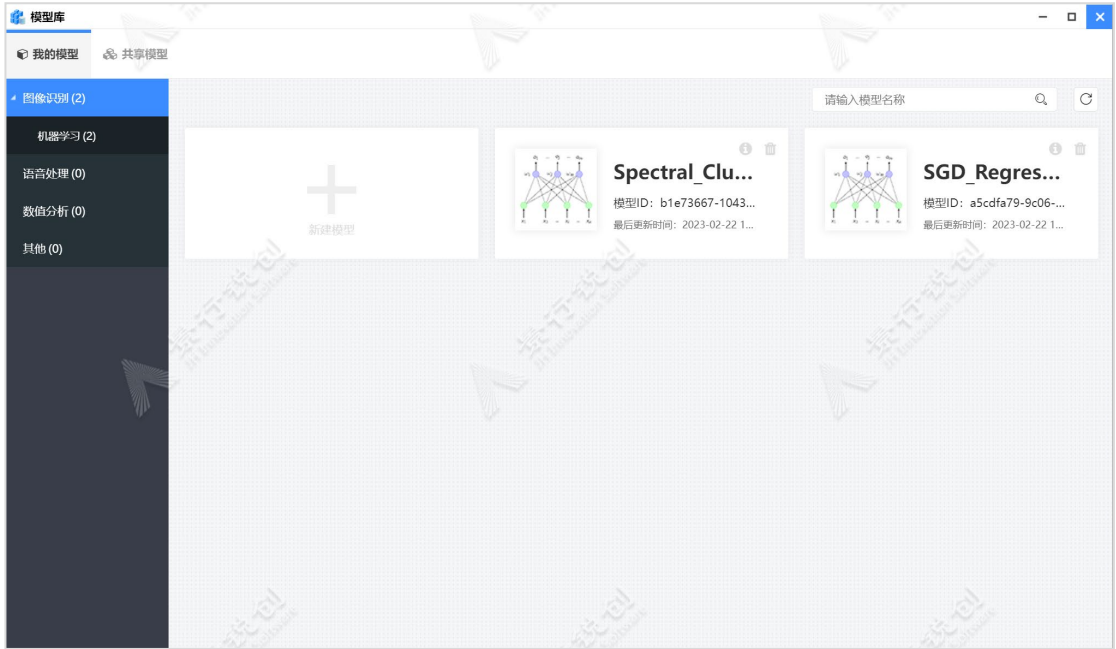 模型库
我的模型 共享模型
图像识别 (2)
机器学习 (2)
语音处理 (0)
数值分析 (0)
其他 (0)
请输入模型名称
新建模型
Spectral_Clu...
模型ID：b1e73667-1043...
最后更新时间：2023-02-22 1...
SGD_Regres...
模型ID：a5cdfa79-9c06-...
最后更新时间：2023-02-22 1...